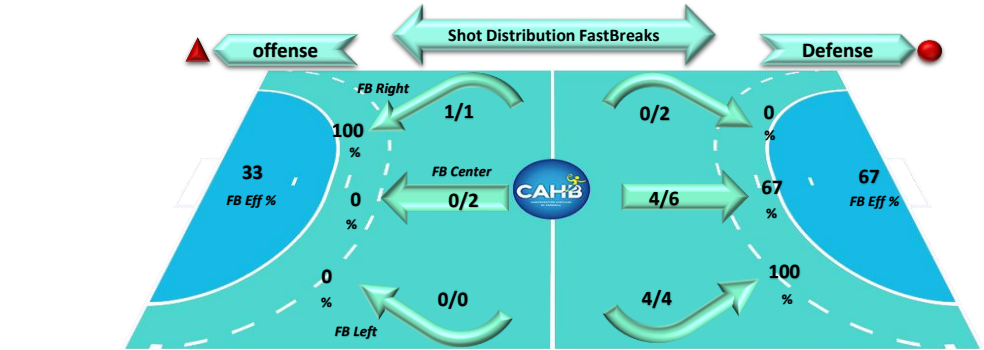 Shot Distribution FastBreaks
offense
Defense
FB Right
1/1
0/2
0
%
100
%
FB Center
33
FB Eff %
0
%
0/2
CAHB
4/6
67
%
67
FB Eff %
0
%
0/0
4/4
100
%
FB Left